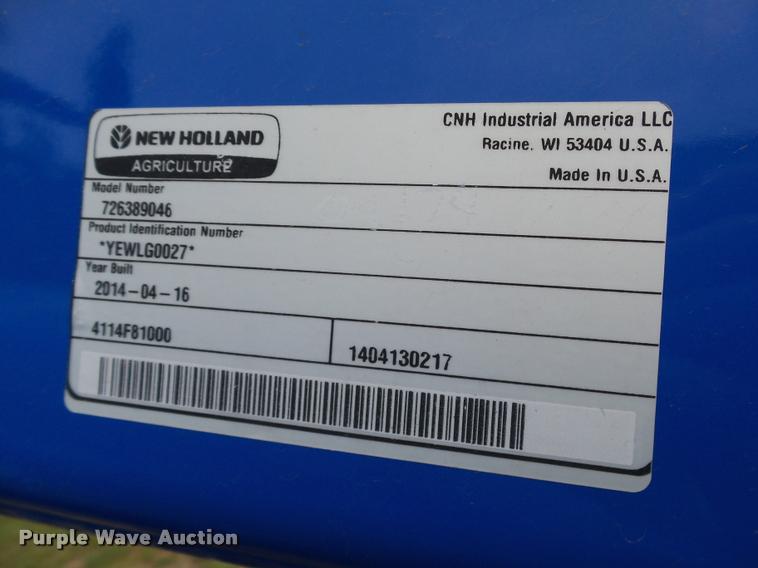 NEW HOLLAND
AGRICULTURE
CNH Industrial America LLC
Racine, WI 53404 U.S.A.
Made In U.S.A.
Model Number
726389046
Product Identification Number
*YEWLG0027*
Year Built
2014-04-16
4114F81000
1404130217
Purple Wave Auction